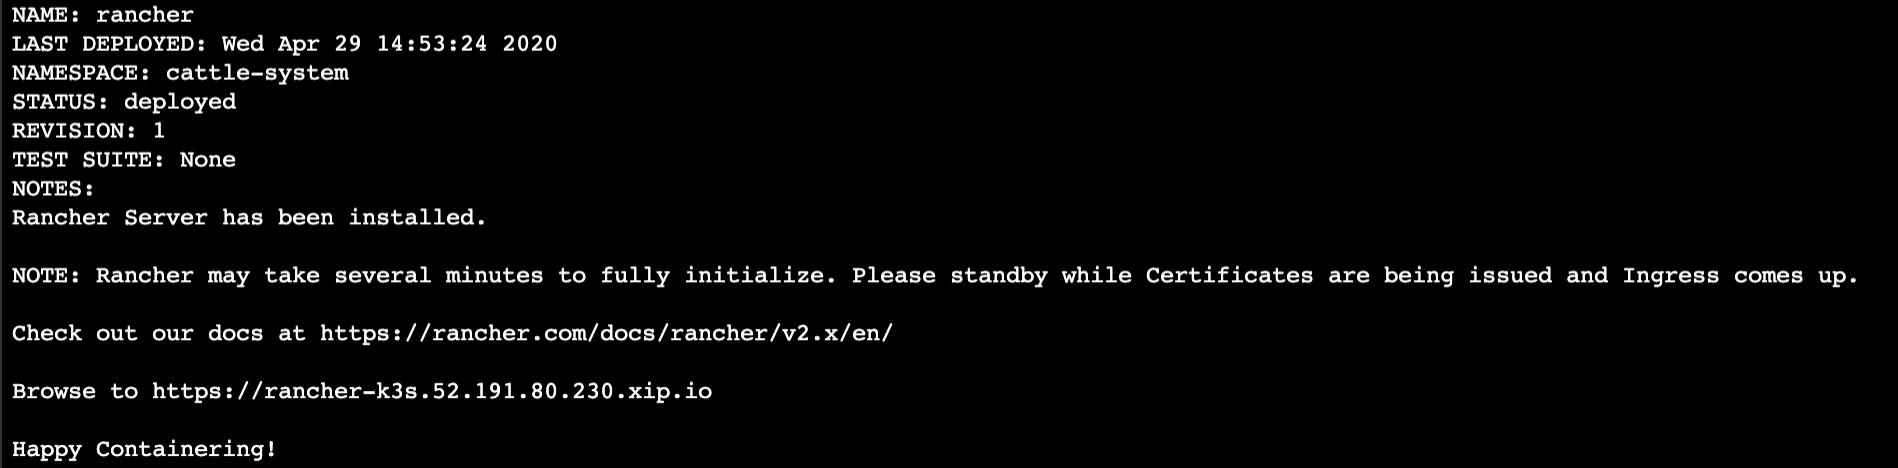 NAME: rancher
LAST DEPLOYED: Wed Apr 29 14:53:24 2020
NAMESPACE: cattle-system
STATUS: deployed
REVISION: 1
TEST SUITE: None
NOTES:
Rancher Server has been installed.
NOTE: Rancher may take several minutes to fully initialize. Please standby while Certificates are being issued and Ingress comes up.
Check out our docs at https://rancher.com/docs/rancher/v2.x/en/
Browse to https://rancher-k3s.52.191.80.230.xip.io
Happy Containering!